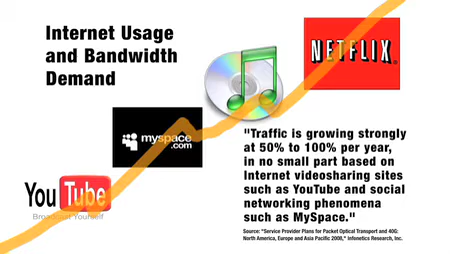 Internet Usage
and Bandwidth
Demand
NETFLIX®
myspace
.com
YouTube
Broadcast Yourself
"Traffic is growing strongly
at 50% to 100% per year,
in no small part based on
Internet videosharing sites
such as YouTube and social
networking phenomena
such as MySpace."
Source: "Service Provider Plans for Packet Optical Transport and 40G:
North America, Europe and Asia Pacific 2008," Infonetics Research, Inc.